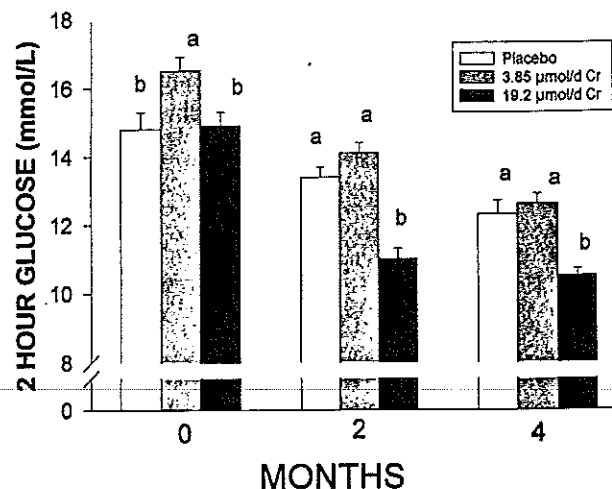 2 HOUR GLUCOSE (mmol/L)
18
16
14
12
10
8
0
b
a
b
a
a
b
a
a
b
Placebo
3.85 µmol/d Cr
19.2 µmol/d Cr
0
2
4
MONTHS